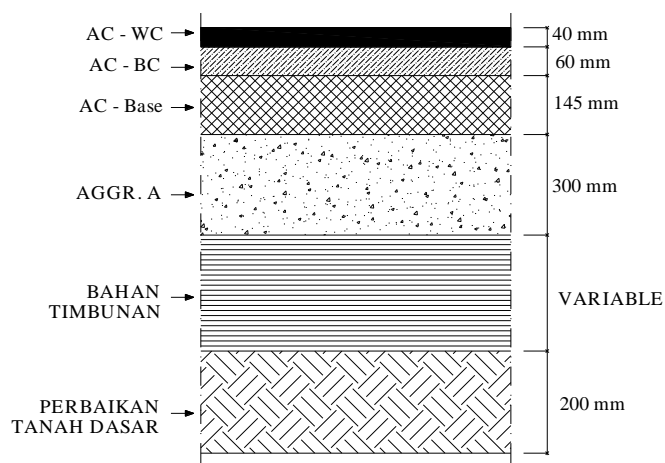 AC - WC
40 mm
AC - BC
60 mm
AC - Base
145 mm
AGGR. A
300 mm
BAHAN
TIMBUNAN
VARIABLE
PERBAIKAN
TANAH DASAR
200 mm